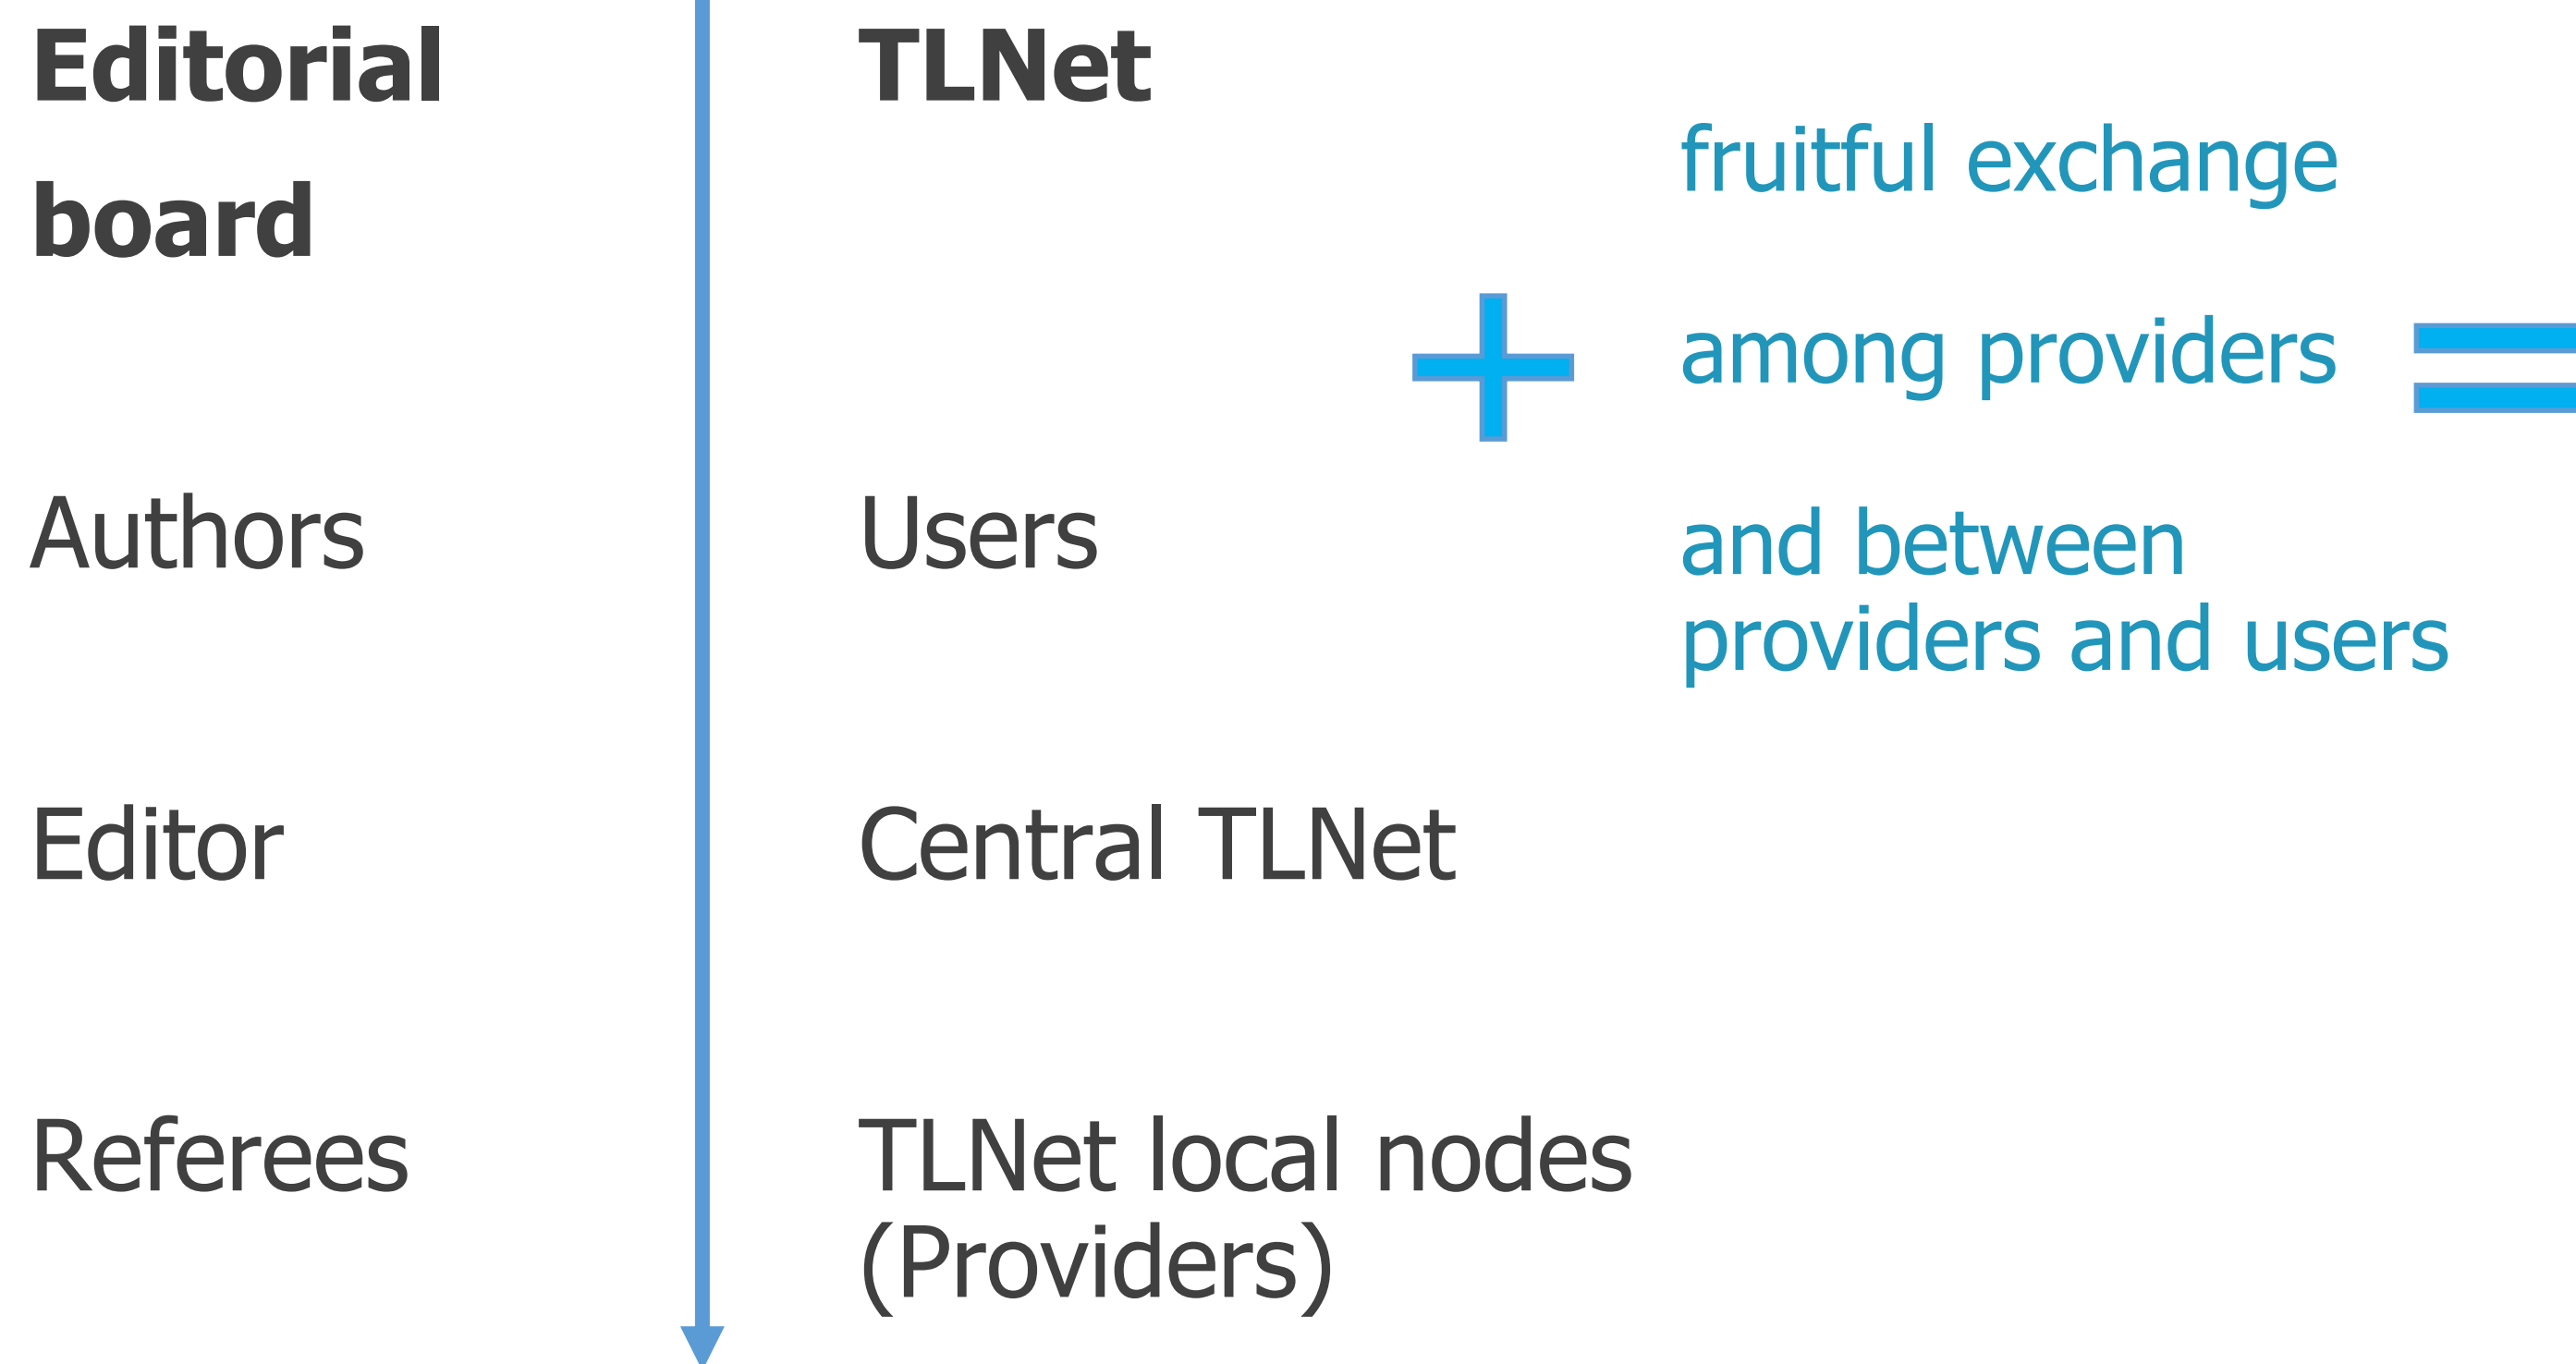 Editorial
board
Authors
Editor
Referees
TLNet
Users
Central TLNet
TLNet local nodes
(Providers)
fruitful exchange
among providers
and between
providers and users